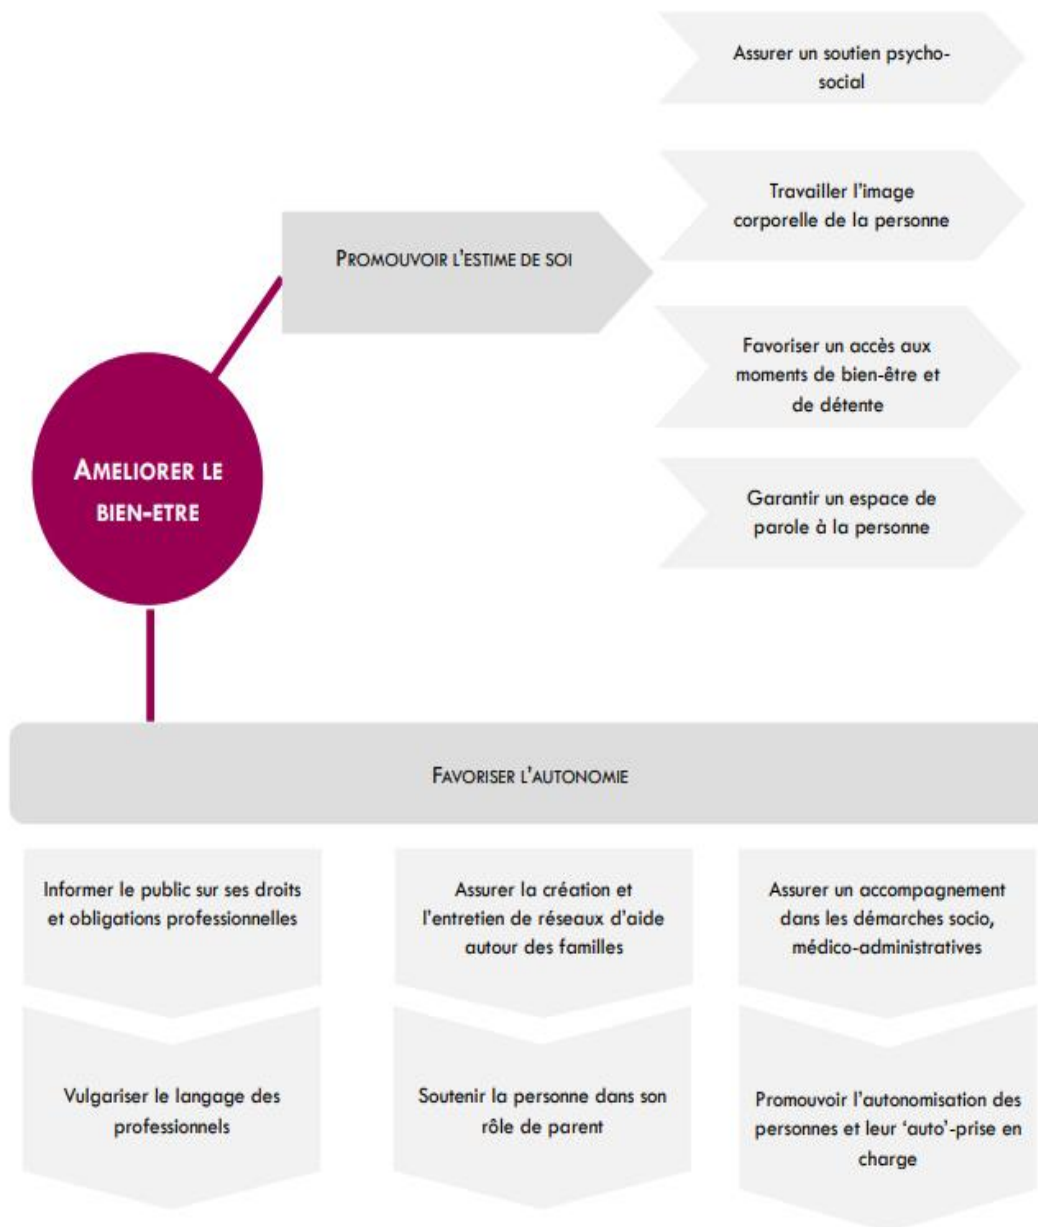 Assurer un soutien psycho-
social
Travailler l'image
corporelle de la personne
PROMOUVOIR L'ESTIME DE SOI
Favoriser un accès aux
moments de bien-être et
de détente
AMELIORER LE
BIEN-ETRE
Garantir un espace de
parole à la personne
FAVORISER L'AUTONOMIE
Informer le public sur ses droits
et obligations professionnelles
Assurer la création et
l'entretien de réseaux d'aide
autour des familles
Assurer un accompagnement
dans les démarches socio,
médico-administratives
Vulgariser le langage des
professionnels
Soutenir la personne dans son
rôle de parent
Promouvoir l'autonomisation des
personnes et leur 'auto'-prise en
charge